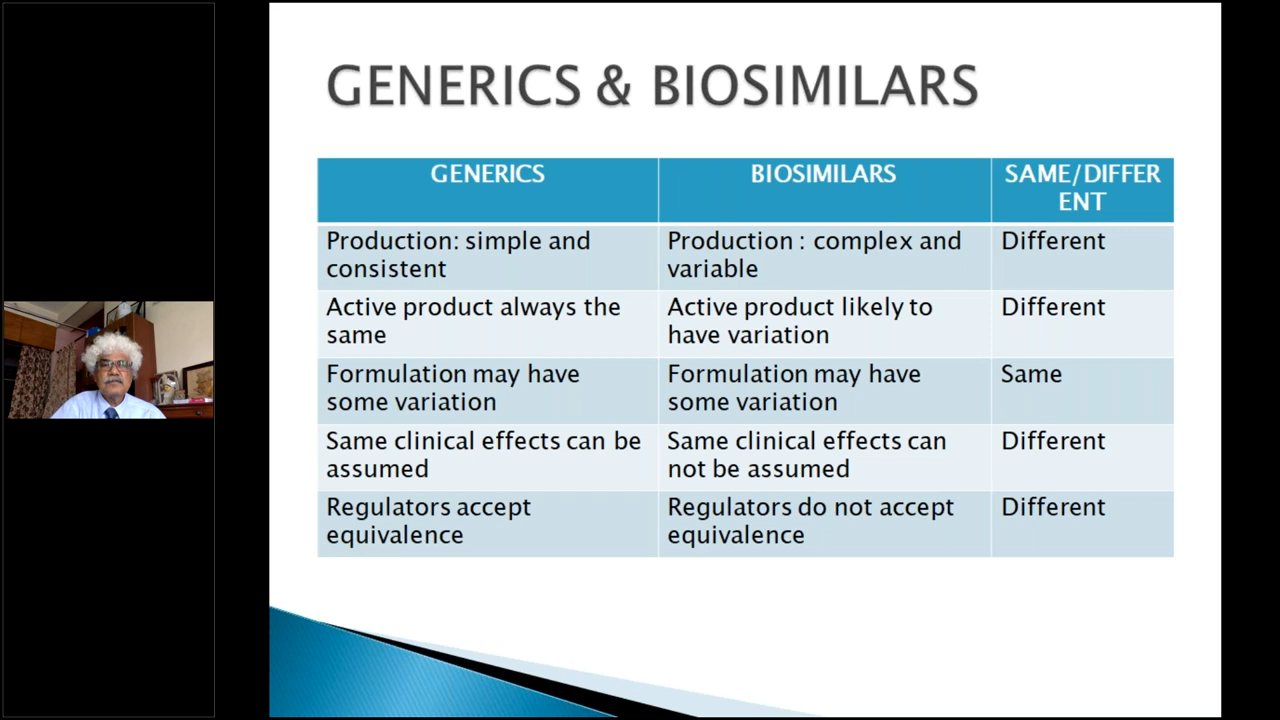 GENERICS & BIOSIMILARS
GENERICS
BIOSIMILARS
SAME/DIFFER
ENT
Production: simple and
consistent
Production : complex and
variable
Different
Active product always the
same
Active product likely to
have variation
Different
Formulation may have
some variation
Formulation may have
some variation
Same
Same clinical effects can be
assumed
Same clinical effects can
not be assumed
Different
Regulators accept
equivalence
Regulators do not accept
equivalence
Different